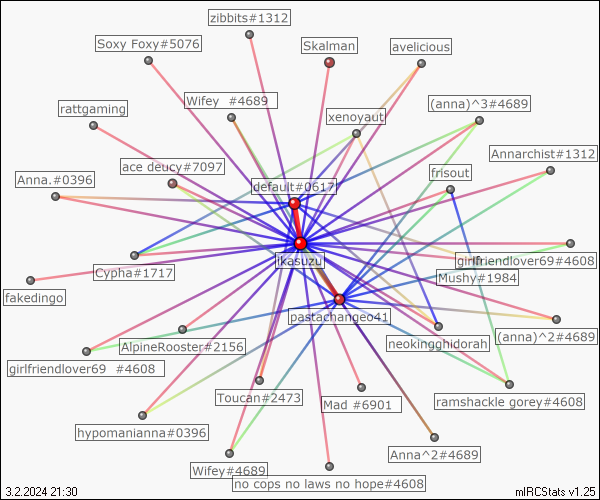 zibbits#1312
Soxy Foxy#5076
Skalman
avelicious
Wifey #4689
(anna)^3#4689
rattgaming
xenoyaut
Annarchist#1312
ace deucy#7097
frisout
Anna.#0396
default#0617
ikasuzu
girlfriendlover69#4608
Cypha#1717
Mushy#1984
fakedingo
pastazhangee41
(anna)^2#4689
AlpineRooster#2156
neokingghidorah
girlfriendlover69 #4608
Toucan#2473
Mad #6901
ramshackle gorey#4608
hypomanianna#0396
Anna^2#4689
Wifey#4689
no cops no laws no hope#4608
3.2.2024 21:30
mIRCStats v1.25